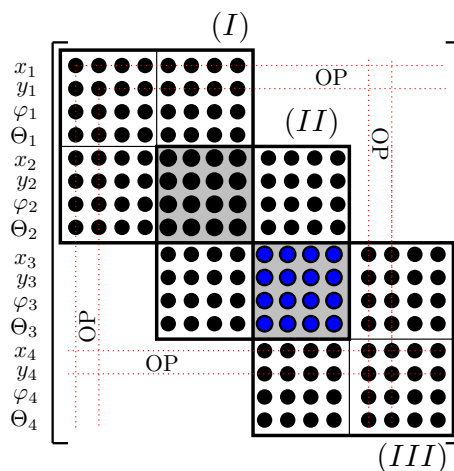 (I)
x₁
OP
y₁
φ₁
(II)
Θ₁
OP
x₂
y₂
φ₂
Θ₂
x₃
y₃
φ₃
Θ₃
OP
x₄
OP
y₄
φ₄
Θ₄
(III)